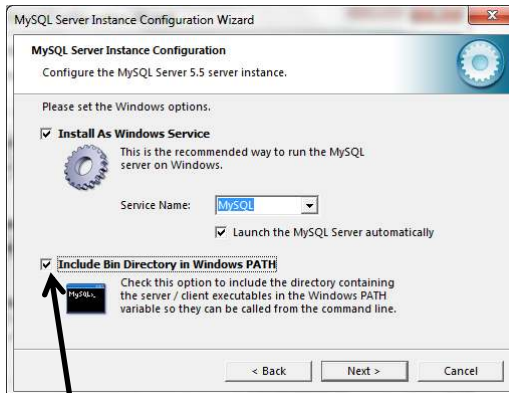 MySQL Server Instance Configuration Wizard
MySQL Server Instance Configuration
Configure the MySQL Server 5.5 server instance.
Please set the Windows options.
Install As Windows Service
This is the recommended way to run the MySQL
server on Windows.
Service Name: MySQL
Launch the MySQL Server automatically
Include Bin Directory in Windows PATH
MySQL>_
Check this option to include the directory containing
the server / client executables in the Windows PATH
variable so they can be called from the command line.
< Back Next > Cancel